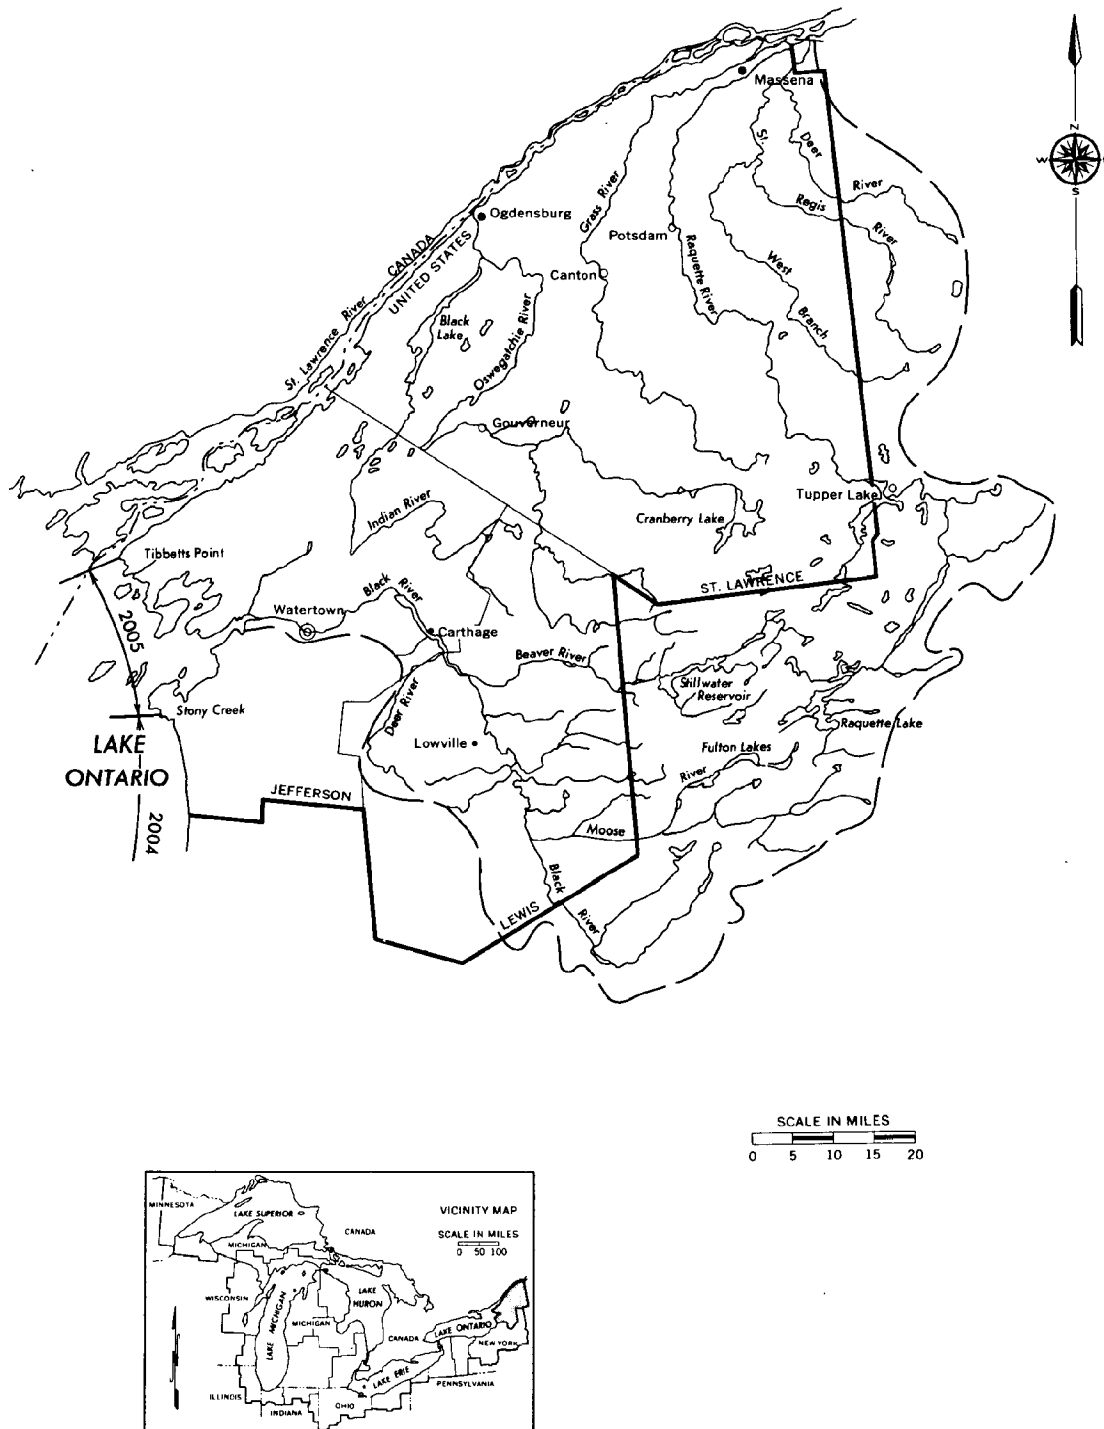 N
W
S
Massena
St.
Deer
River
Regis
River
Grass River
Ogdensburg
Potsdam
Raquette River
West
Branch
CANADA
UNITED STATES
Canton
St. Lawrence River
Black
Lake
Oswegatchie River
Gouverneur
Tupper Lake
Indian River
Cranberry Lake
Tibbetts Point
ST. LAWRENCE
Black
River
Watertown
2005
Carthage
Beaver River
Stillwater
Reservoir
Deer River
Stony Creek
Raquette Lake
LAKE
ONTARIO
Lowville
Fulton Lakes
River
JEFFERSON
2004
Moose
Black
River
LEWIS
SCALE IN MILES
0 5 10 15 20
MINNESOTA
LAKE SUPERIOR
VICINITY MAP
CANADA
SCALE IN MILES
0 50 100
MICHIGAN
WISCONSIN
LAKE MICHIGAN
LAKE
HURON
MICHIGAN
CANADA
LAKE ONTARIO
NEW YORK
LAKE ERIE
PENNSYLVANIA
ILLINOIS
INDIANA
OHIO